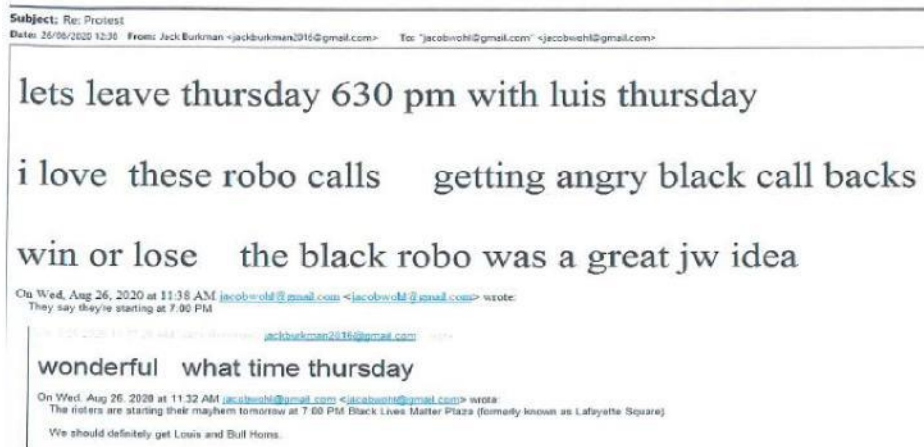 Subject: Re: Protest
Date: 26/08/2020 12:38 From: Jack Burkman <jackburkman2016@gmail.com> To: "jacobwohl@gmail.com" <jacobwohl@gmail.com>
lets leave thursday 630 pm with luis thursday
i love these robo calls getting angry black call backs
win or lose the black robo was a great jw idea
On Wed, Aug 26, 2020 at 11:38 AM jacobwohl@gmail.com <jacobwohl@gmail.com> wrote:
They say they're starting at 7:00 PM
jackburkman2016@gmail.com
wonderful what time thursday
On Wed, Aug 26, 2020 at 11:32 AM jacobwohl@gmail.com <jacobwohl@gmail.com> wrote:
The rioters are starting their mayhem tomorrow at 7:00 PM Black Lives Matter Plaza (formerly known as Lafayette Square)
We should definitely get Louis and Bull Horns.